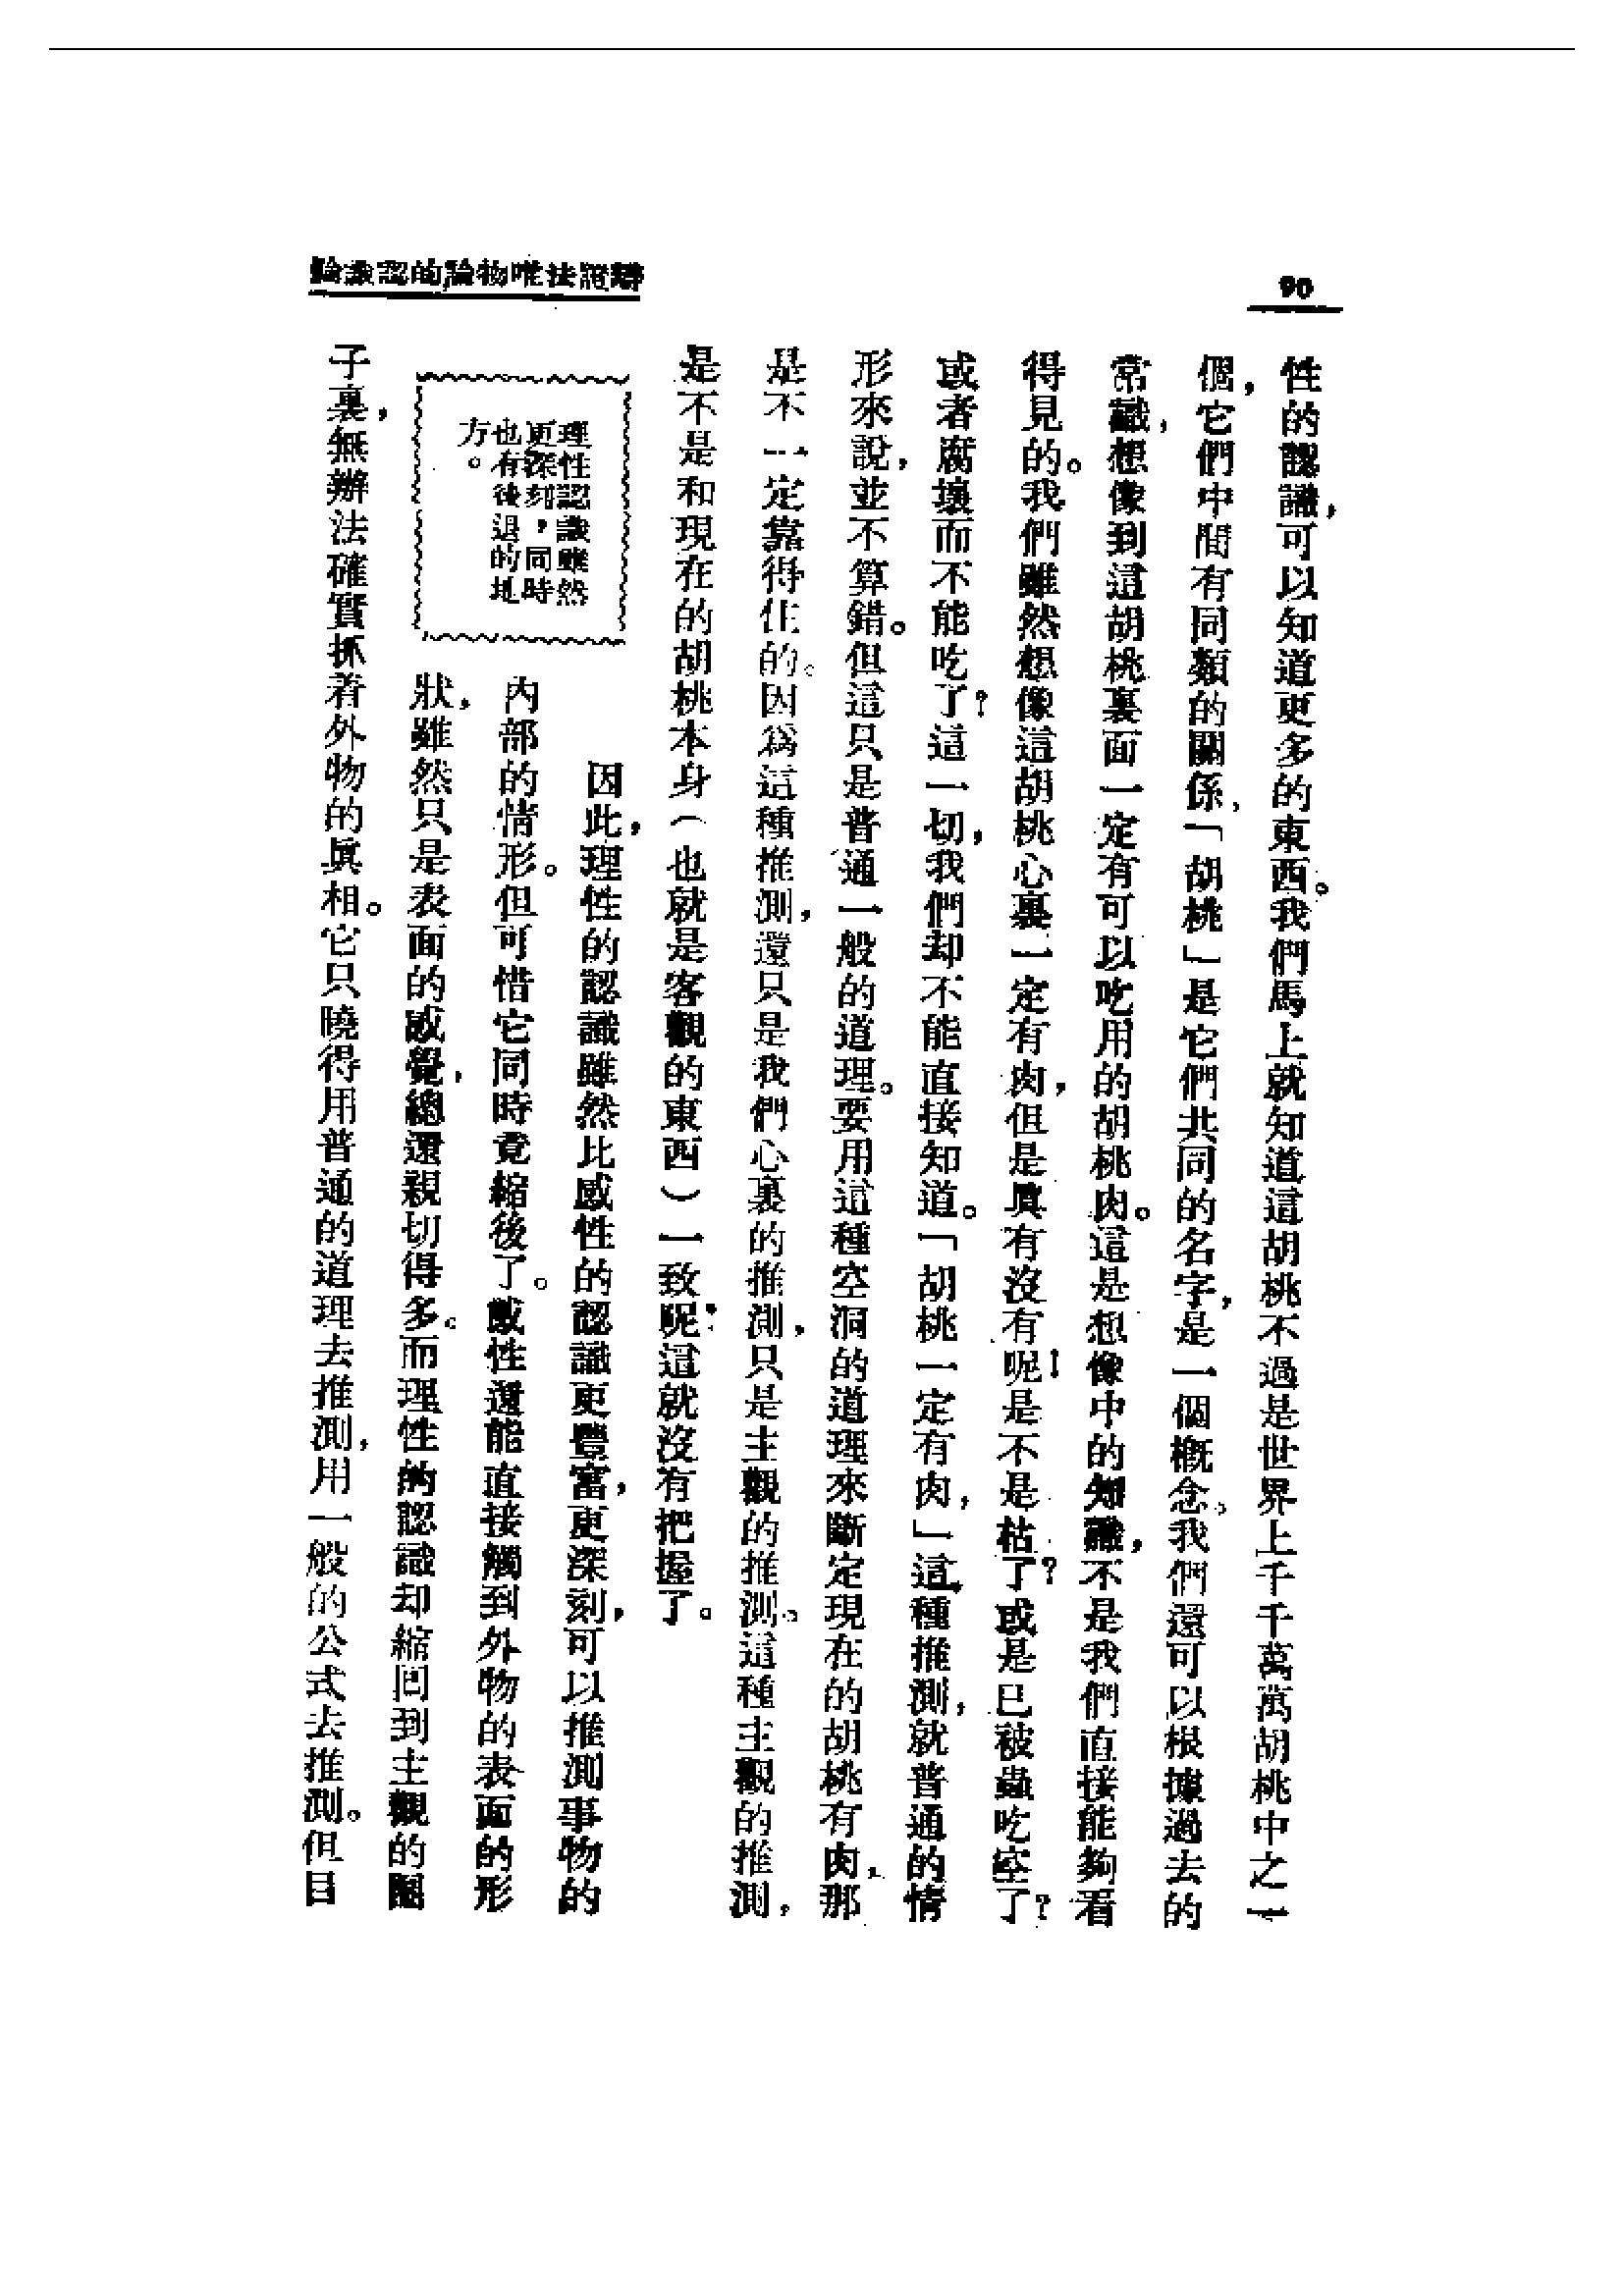 90
辯證法唯物論的認識論
性的認識，可以知道更多的東西。我們馬上就知道這胡桃不過是世界上千千萬萬胡桃中之一
個，它們中間有同類的關係，「胡桃」是它們共同的名字，是一個概念。我們還可以根據過去的
常識，想像到這胡桃裏面一定有可以吃用的胡桃肉。這是想像中的知識，不是我們直接能夠看
得見的。我們雖然想像這胡桃心裏一定有肉，但是眞有沒有呢！是不是枯了？或是已被蟲吃空了？
或者腐壞而不能吃了？這一切，我們却不能直接知道。「胡桃一定有肉」這種推測，就普通的情
形來說，並不算錯。但這只是普通一般的道理。要用這種空洞的道理來斷定現在的胡桃有肉，那
是不一定靠得住的。因爲這種推測，還只是我們心裏的推測，只是主觀的推測。這種主觀的推測，
是不是和現在的胡桃本身（也就是客觀的東西）一致呢？這就沒有把握了。
理性認識雖然
更深刻，同時
也有後退的地
方。
因此，理性的認識雖然比感性的認識更豐富，更深刻，可以推測事物的
內部的情形。但可惜它同時竟縮後了。感性還能直接觸到外物的表面的形
狀，雖然只是表面的感覺，總還親切得多。而理性的認識却縮回到主觀的圈
子裏，無辦法確實抓着外物的眞相。它只曉得用普通的道理去推測，用一般的公式去推測。但目